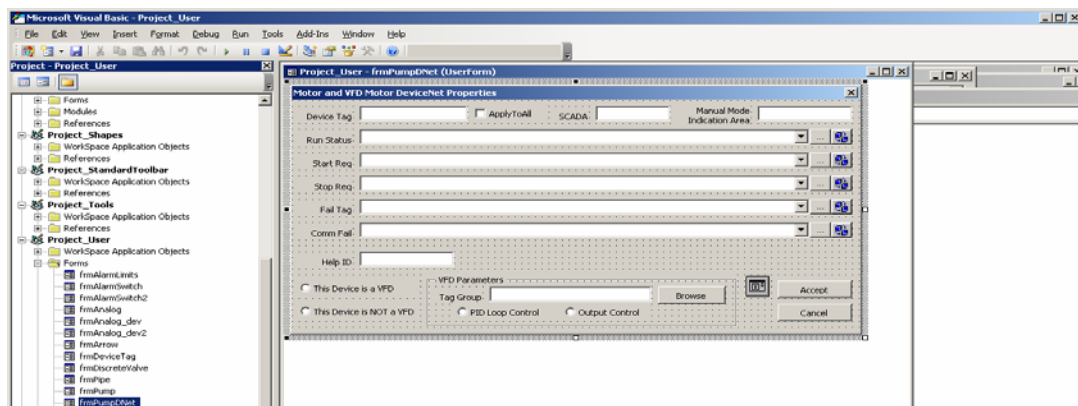 Microsoft Visual Basic - Project_User
File Edit View Insert Format Debug Run Tools Add-Ins Window Help
Project - Project_User
Forms
Modules
References
Project_Shapes
WorkSpace Application Objects
References
Project_StandardToolbar
WorkSpace Application Objects
References
Project_Tools
WorkSpace Application Objects
References
Project_User
WorkSpace Application Objects
Forms
frmAlarmLimits
frmAlarmSwitch
frmAlarmSwitch2
frmAnalog
frmAnalog_dev
frmAnalog_dev2
frmArrow
frmDeviceTag
frmDiscreteValve
frmPipe
frmPump
frmPumpDNet
Project_User - frmPumpDNet (UserForm)
Motor and VFD Motor DeviceNet Properties
Device Tag ApplyToAll SCADA Manual Mode
Indication Area
Run Status
Start Req
Stop Req
Fail Tag
Comm Fail
Help ID
This Device is a VFD
This Device is NOT a VFD
VFD Parameters
Tag Group Browse
PID Loop Control Output Control
Accept
Cancel